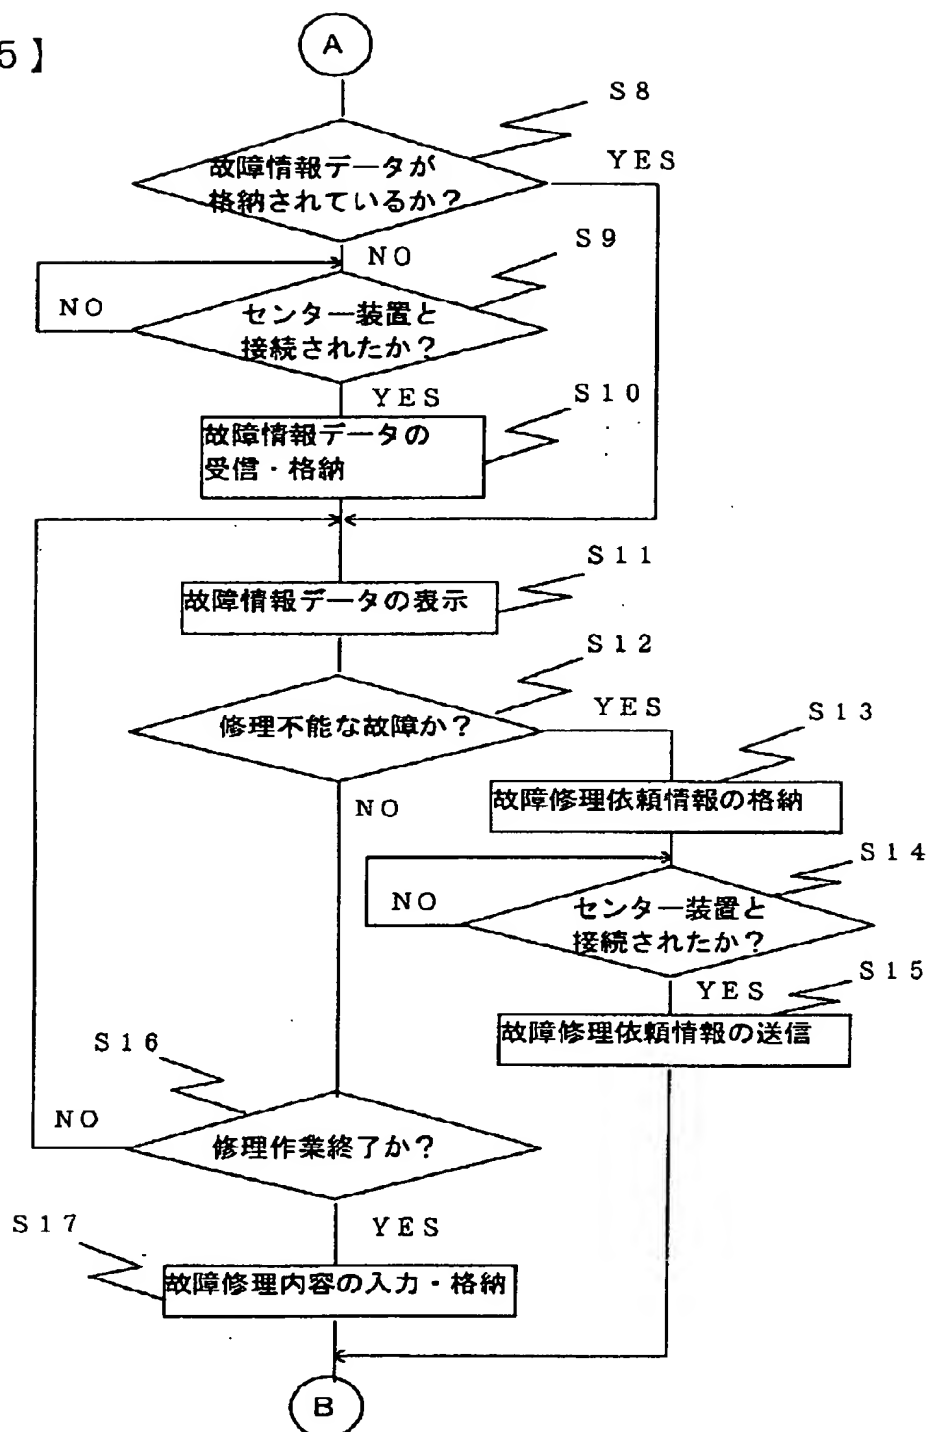 5】
A
S8
故障情報データが
格納されているか?
YES
NO
S9
センター装置と
接続されたか?
NO
YES
S10
故障情報データの
受信・格納
S11
故障情報データの表示
S12
修理不能な故障か?
YES
NO
S13
故障修理依頼情報の格納
S14
センター装置と
接続されたか?
NO
YES
S15
故障修理依頼情報の送信
S16
修理作業終了か?
NO
YES
S17
故障修理内容の入力・格納
B